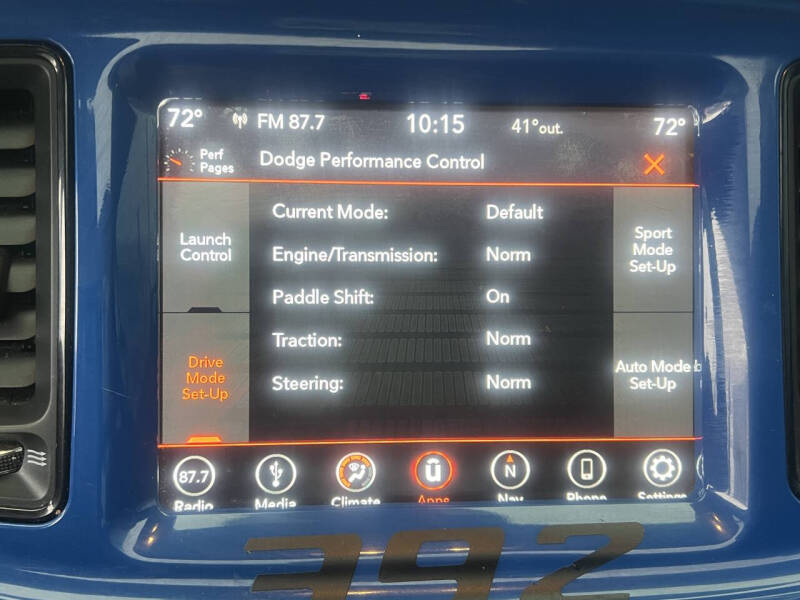 72° FM 87.7 10:15 41°out. 72°
Perf
Pages
Dodge Performance Control
Launch
Control
Drive
Mode
Set-Up
Current Mode: Default
Engine/Transmission: Norm
Paddle Shift: On
Traction: Norm
Steering: Norm
Sport
Mode
Set-Up
Auto Mode
Set-Up
87.7 N
Radio Media Climate Apps Nav Phone Settings
392